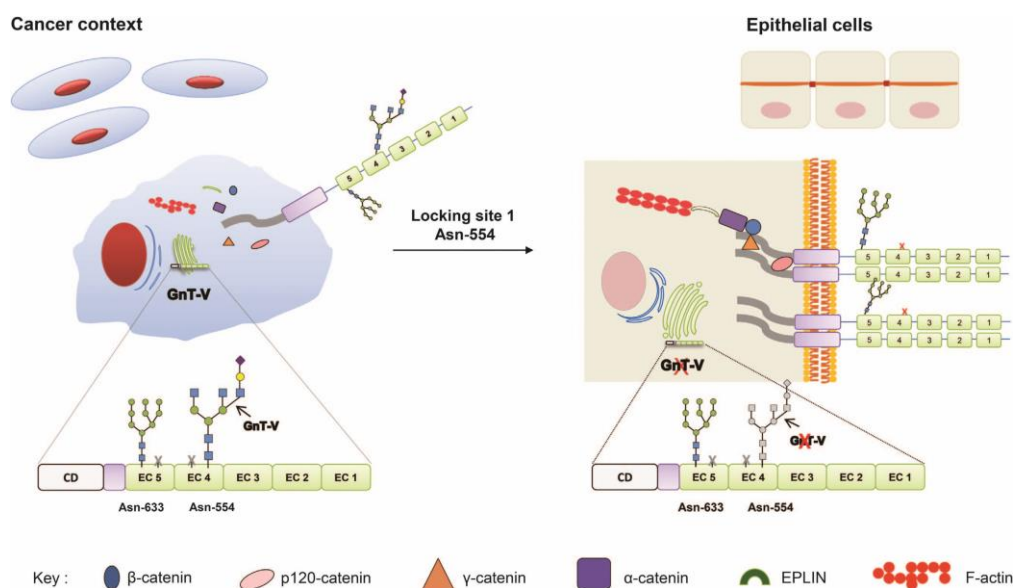 Cancer context
Epithelial cells
5 4 3 2 1
Locking site 1
Asn-554
GnT-V
5 4 3 2 1
5 4 3 2 1
5 4 3 2 1
5 4 3 2 1
GnT-V
GnT-V
GnT-V
CD EC 5 EC 4 EC 3 EC 2 EC 1
CD EC 5 EC 4 EC 3 EC 2 EC 1
Asn-633 Asn-554
Asn-633 Asn-554
Key : β-catenin p120-catenin γ-catenin α-catenin EPLIN F-actin